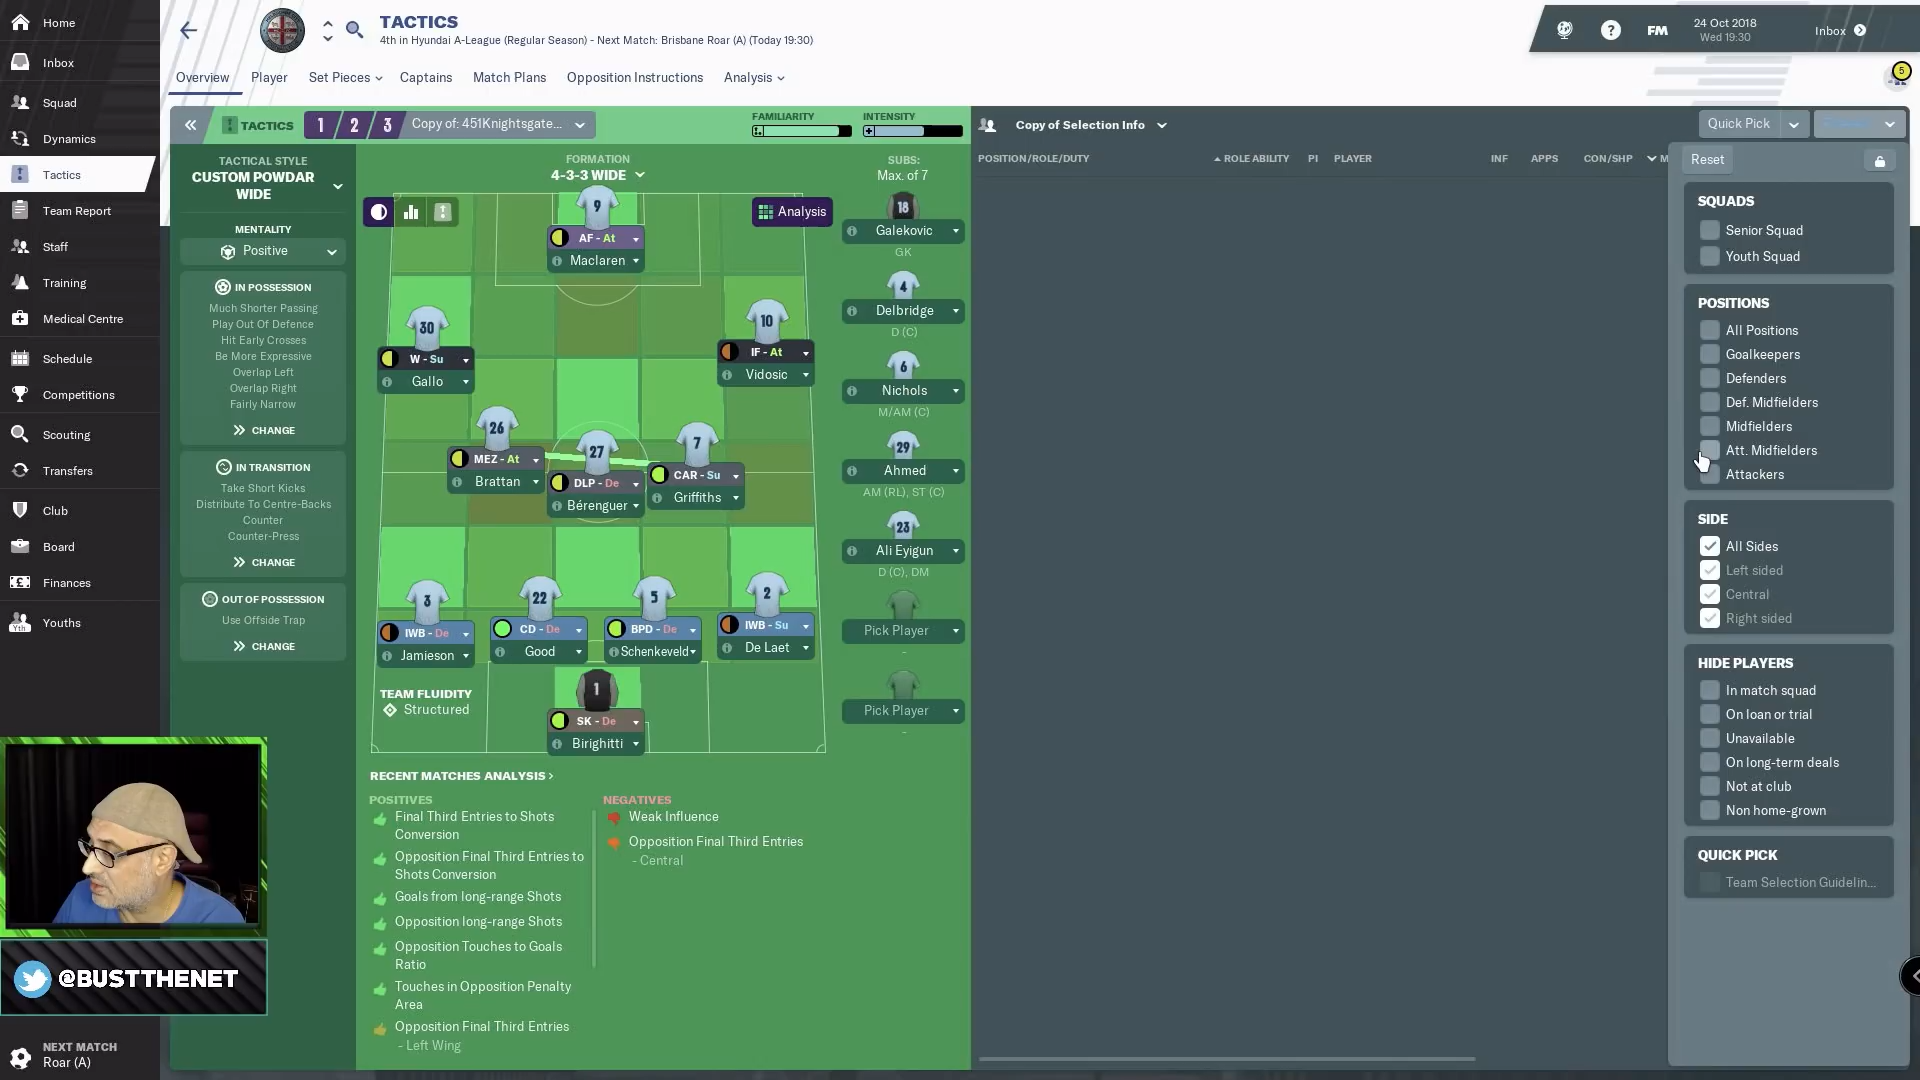 Home
Inbox
Squad
Dynamics
Tactics
Team Report
Staff
Training
Medical Centre
Schedule
Competitions
Scouting
Transfers
Club
Board
Finances
Youths
Yth
@BUSTTHENET
NEXT MATCH
Roar (A)
TACTICS
4th in Hyundai A-League (Regular Season) - Next Match: Brisbane Roar (A) (Today 19:30)
FM
24 Oct 2018
Wed 19:30
Inbox
5
Overview
Player
Set Pieces
Captains
Match Plans
Opposition Instructions
Analysis
TACTICS
1
2
3
Copy of: 451Knightsgate...
FAMILIARITY
INTENSITY
TACTICAL STYLE
CUSTOM POWDAR
WIDE
MENTALITY
Positive
IN POSSESSION
Much Shorter Passing
Play Out Of Defence
Hit Early Crosses
Be More Expressive
Overlap Left
Overlap Right
Fairly Narrow
CHANGE
IN TRANSITION
Take Short Kicks
Distribute To Centre-Backs
Counter
Counter-Press
CHANGE
OUT OF POSSESSION
Use Offside Trap
CHANGE
FORMATION
4-3-3 WIDE
Analysis
9
AF - At
Maclaren
30
W - Su
Gallo
10
IF - At
Vidosic
26
MEZ - At
Brattan
27
DLP - De
Bérenguer
7
CAR - Su
Griffiths
3
IWB - De
Jamieson
22
CD - De
Good
5
BPD - De
Schenkeveld
2
IWB - Su
De Laet
TEAM FLUIDITY
Structured
1
SK - De
Birighitti
SUBS:
Max. of 7
18
Galekovic
GK
4
Delbridge
D (C)
6
Nichols
M/AM (C)
29
Ahmed
AM (RL), ST (C)
23
Ali Eyigun
D (C), DM
Pick Player
-
Pick Player
-
RECENT MATCHES ANALYSIS >
POSITIVES
Final Third Entries to Shots
Conversion
Opposition Final Third Entries to
Shots Conversion
Goals from long-range Shots
Opposition long-range Shots
Opposition Touches to Goals
Ratio
Touches in Opposition Penalty
Area
Opposition Final Third Entries
- Left Wing
NEGATIVES
Weak Influence
Opposition Final Third Entries
- Central
Copy of Selection Info
Quick Pick
POSITION/ROLE/DUTY
ROLE ABILITY
PI
PLAYER
INF
APPS
CON/SHP
M
Reset
SQUADS
Senior Squad
Youth Squad
POSITIONS
All Positions
Goalkeepers
Defenders
Def. Midfielders
Midfielders
Att. Midfielders
Attackers
SIDE
All Sides
Left sided
Central
Right sided
HIDE PLAYERS
In match squad
On loan or trial
Unavailable
On long-term deals
Not at club
Non home-grown
QUICK PICK
Team Selection Guidelin...